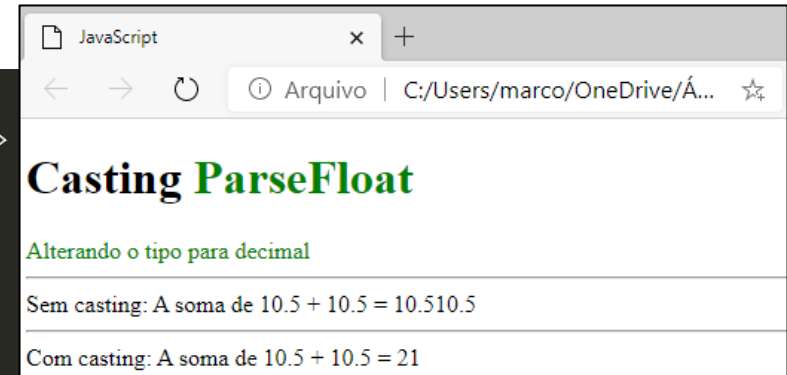 JavaScript
Arquivo | C:/Users/marco/OneDrive/Á...
Casting ParseFloat
Alterando o tipo para decimal
Sem casting: A soma de 10.5 + 10.5 = 10.510.5
Com casting: A soma de 10.5 + 10.5 = 21